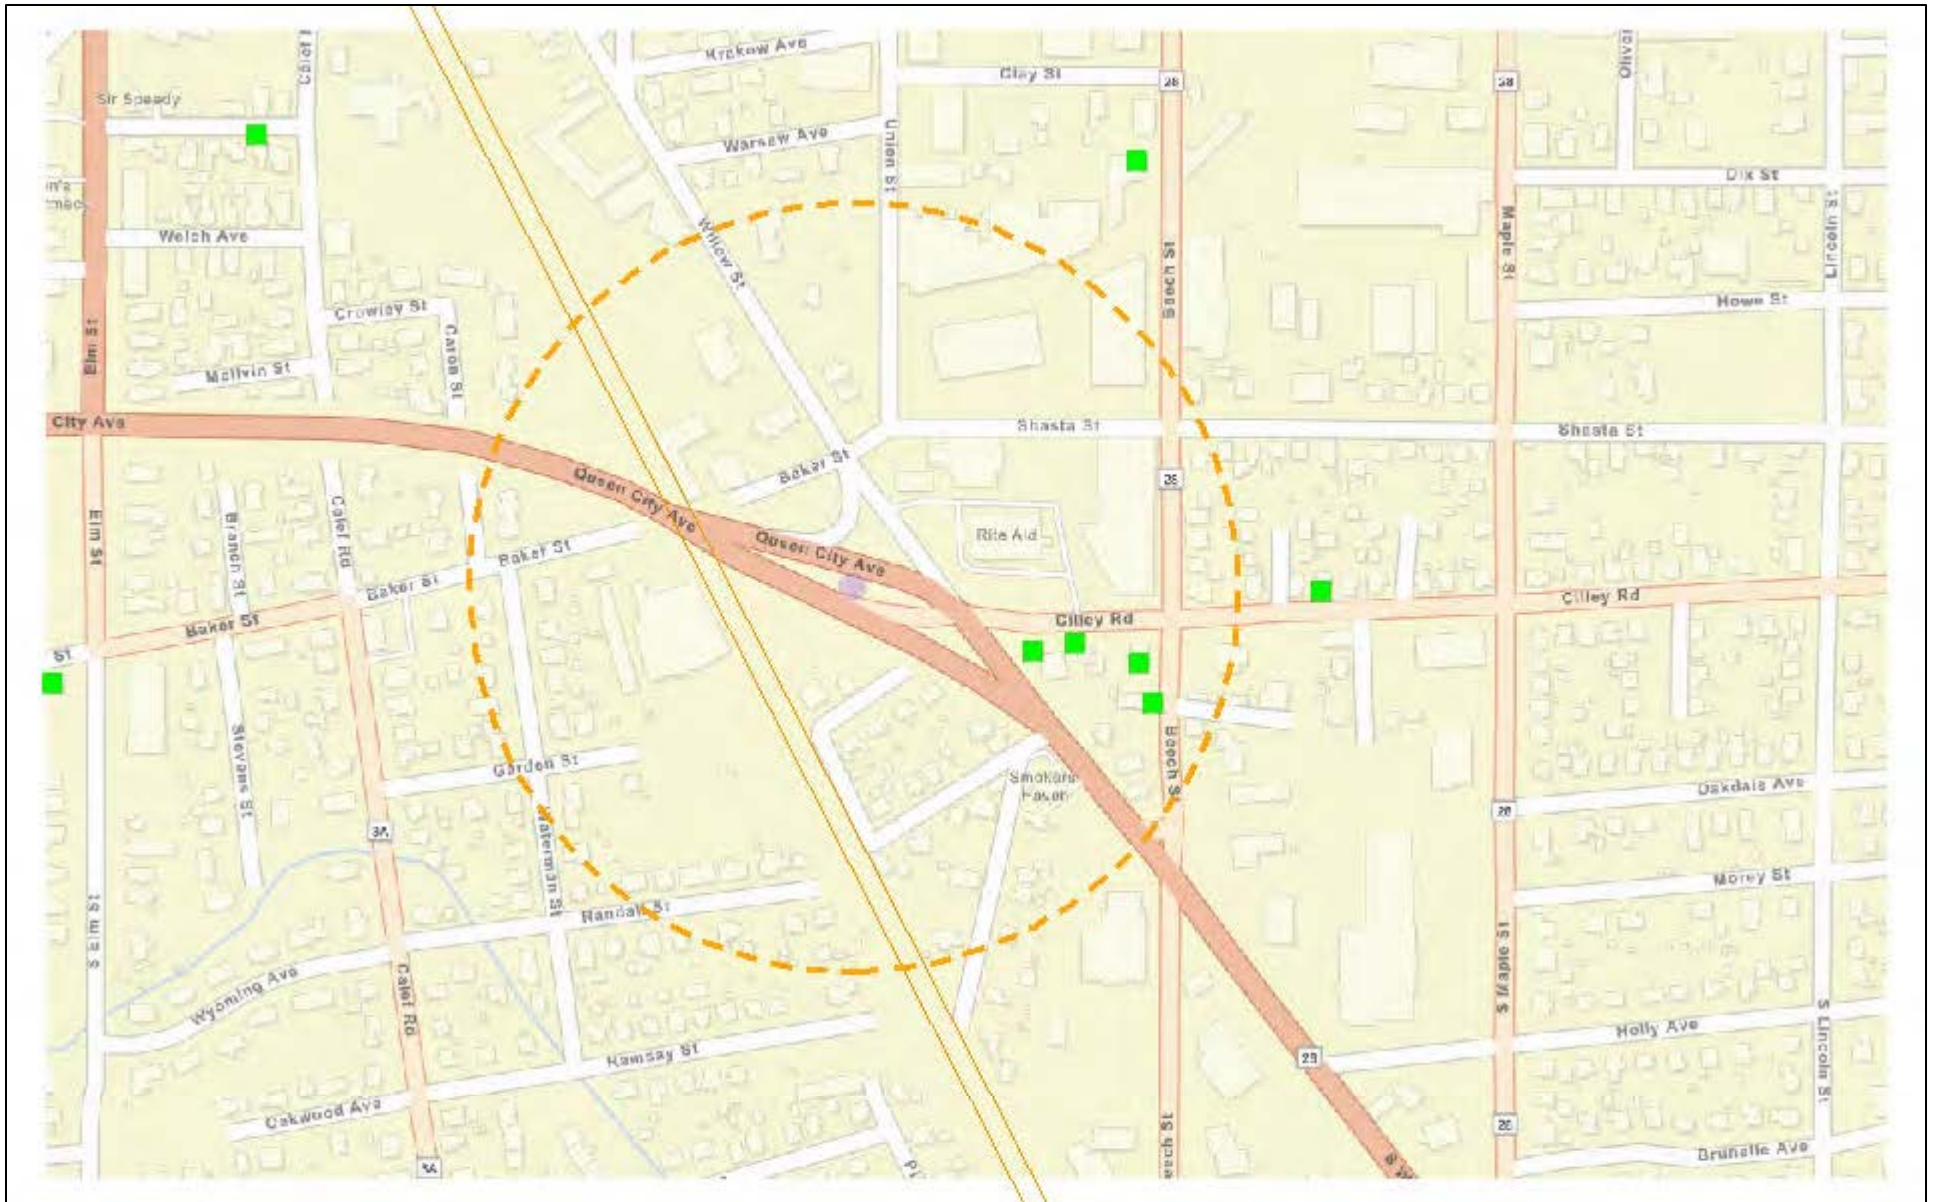 Krakow Ave
Clay St
28
28
Sir Speedy
Warsaw Ave
Union St
Dix St
Maple St
Lincoln St
Welch Ave
Willow St
Beech St
Howe St
Crowley St
Caron St
Elm St
McIlvin St
City Ave
Shasta St
Shasta St
Baker St
Queen City Ave
28
Elm St
Branch St
Calef Rd
Rite Aid
Baker St
Queen City Ave
Baker St
Cilley Rd
Cilley Rd
Baker St
St
Stevens St
Garden St
Beech S
Smokers
Haven
Oakdale Ave
28
3A
Waterman St
Morey St
Randall St
S Elm St
S Maple St
Wyoming Ave
Calef Rd
Holly Ave
S Lincoln St
28
Ramsay St
Oakwood Ave
28
Brunelle Ave
3A